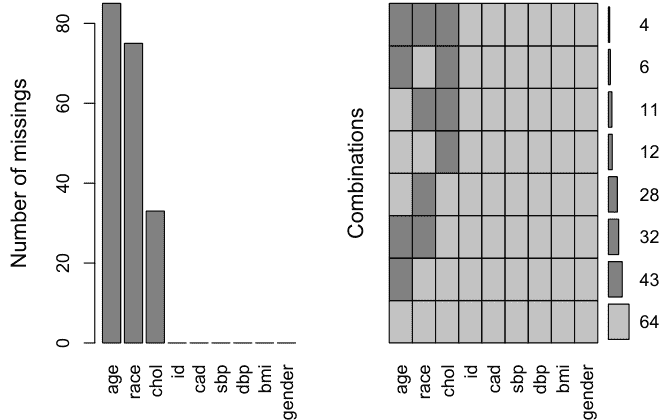 Number of missings
0
20
40
60
80
age
race
chol
id
cad
sbp
dbp
bmi
gender
Combinations
4
6
11
12
28
32
43
64
age
race
chol
id
cad
sbp
dbp
bmi
gender